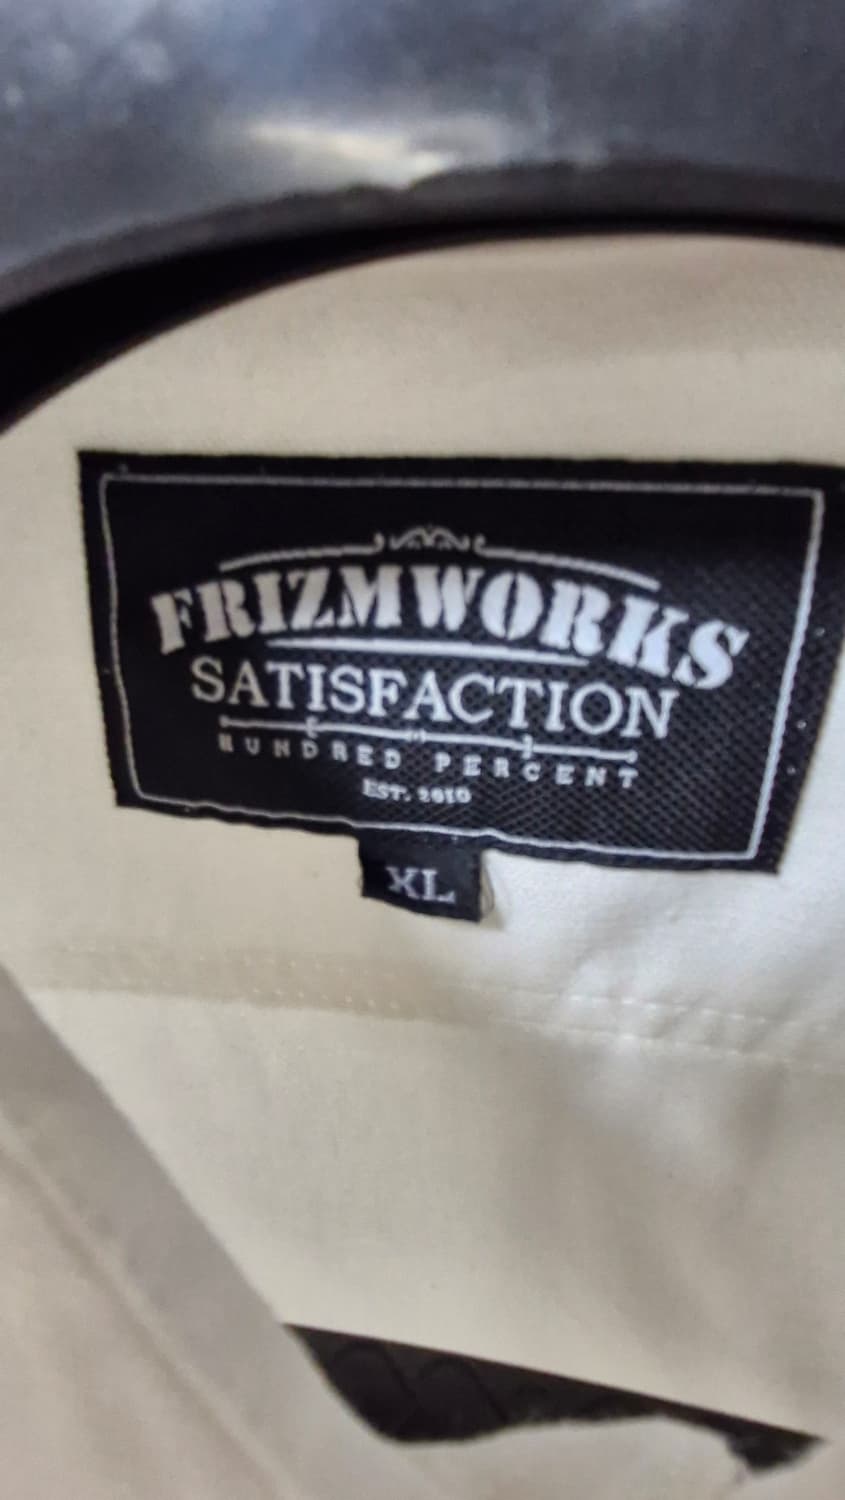 FRIZMWORKS
SATISFACTION
HUNDRED PERCENT
EST. 2010
XL